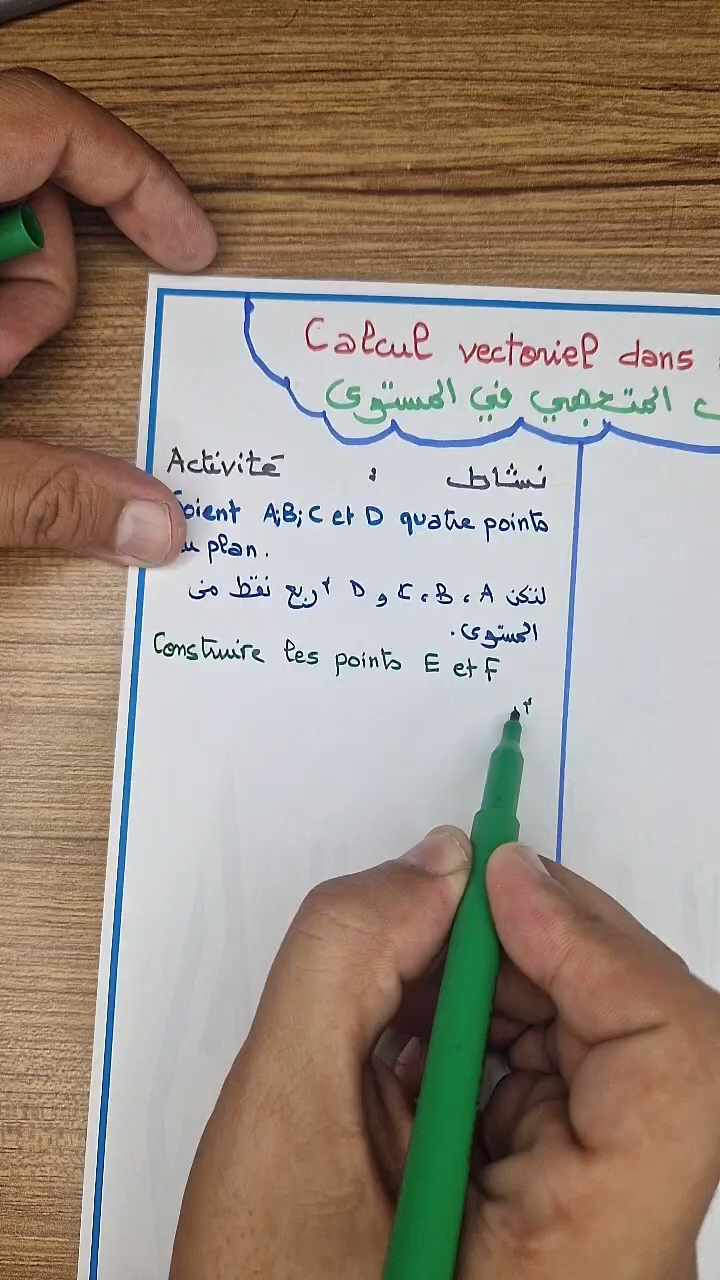 Calcul vectoriel dans
المتجهي في المستوى
Activité : نشاط
Soient A;B;C et D quatre points
du plan.
لتكن A ، B ، C و D أربع نقط من
المستوى.
Construire les points E et F
أ